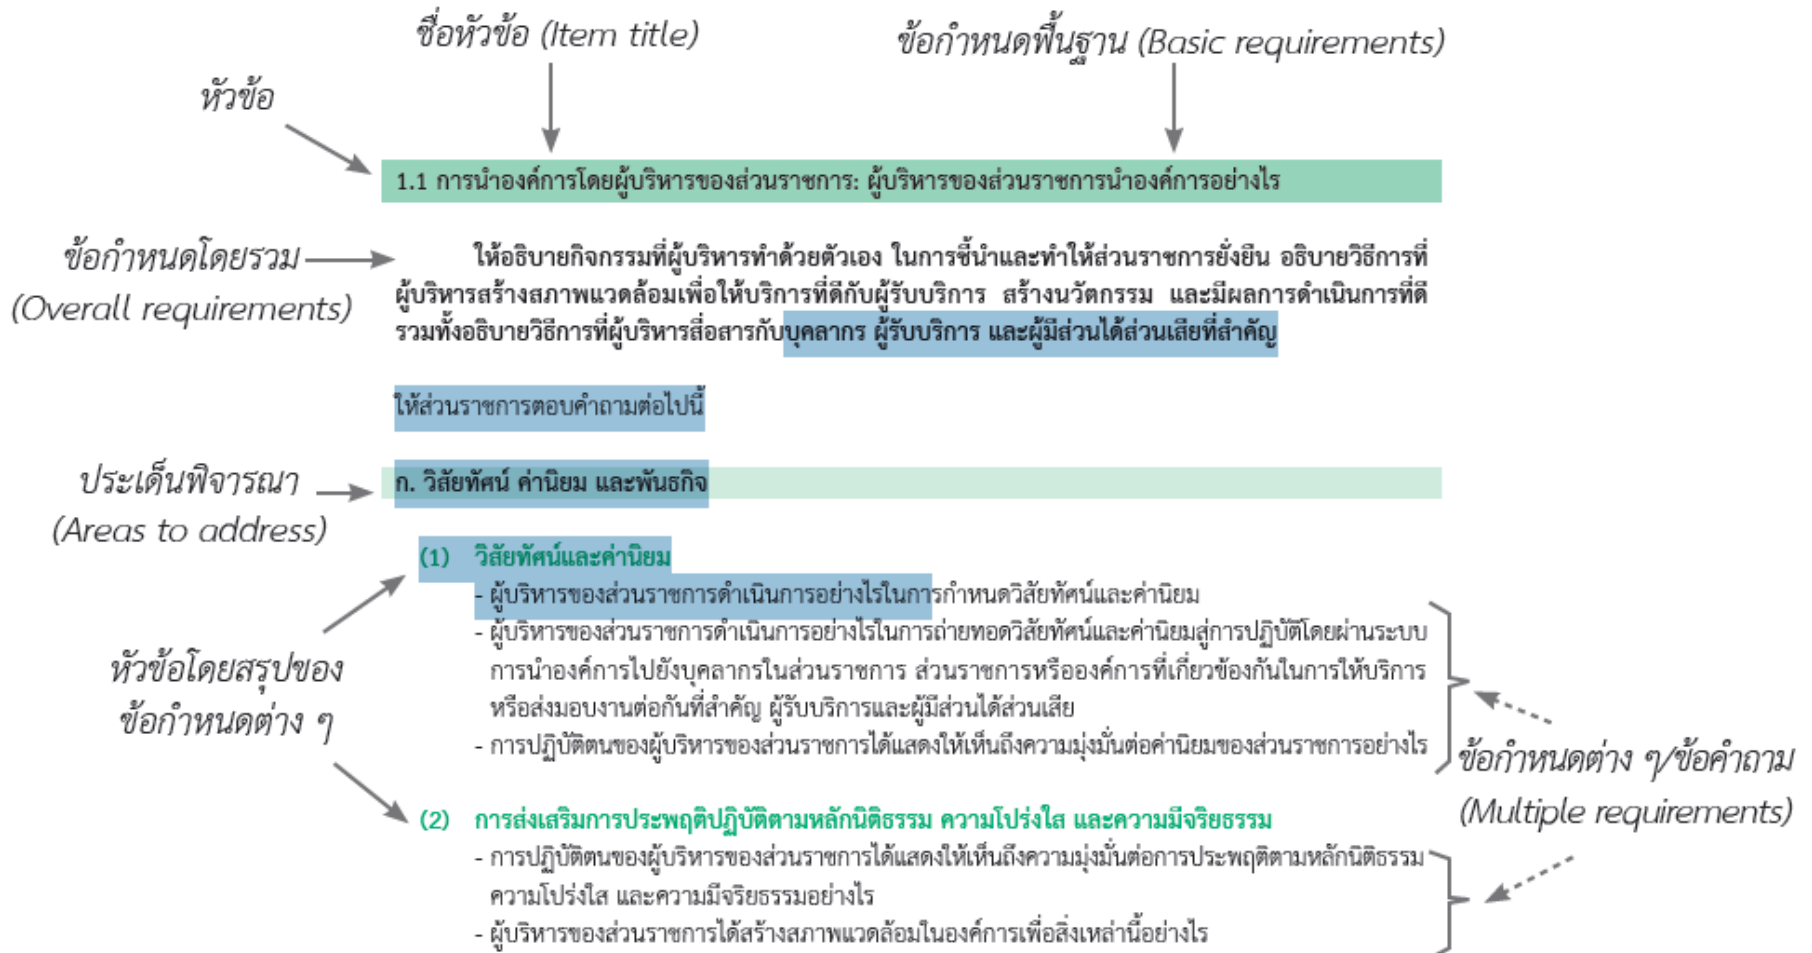 ชื่อหัวข้อ (Item title)
ข้อกำหนดพื้นฐาน (Basic requirements)
หัวข้อ
1.1 การนำองค์การโดยผู้บริหารของส่วนราชการ: ผู้บริหารของส่วนราชการนำองค์การอย่างไร
ข้อกำหนดโดยรวม
(Overall requirements)
ให้อธิบายกิจกรรมที่ผู้บริหารทำด้วยตัวเอง ในการชี้นำและทำให้ส่วนราชการยั่งยืน อธิบายวิธีการที่
ผู้บริหารสร้างสภาพแวดล้อมเพื่อให้บริการที่ดีกับผู้รับบริการ สร้างนวัตกรรม และมีผลการดำเนินการที่ดี
รวมทั้งอธิบายวิธีการที่ผู้บริหารสื่อสารกับบุคลากร ผู้รับบริการ และผู้มีส่วนได้ส่วนเสียที่สำคัญ
ให้ส่วนราชการตอบคำถามต่อไปนี้
ประเด็นพิจารณา
(Areas to address)
ก. วิสัยทัศน์ ค่านิยม และพันธกิจ
(1) วิสัยทัศน์และค่านิยม
- ผู้บริหารของส่วนราชการดำเนินการอย่างไรในการกำหนดวิสัยทัศน์และค่านิยม
- ผู้บริหารของส่วนราชการดำเนินการอย่างไรในการถ่ายทอดวิสัยทัศน์และค่านิยมสู่การปฏิบัติโดยผ่านระบบ
การนำองค์การไปยังบุคลากรในส่วนราชการ ส่วนราชการหรือองค์การที่เกี่ยวข้องกันในการให้บริการ
หรือส่งมอบงานต่อกันที่สำคัญ ผู้รับบริการและผู้มีส่วนได้ส่วนเสีย
- การปฏิบัติตนของผู้บริหารของส่วนราชการได้แสดงให้เห็นถึงความมุ่งมั่นต่อค่านิยมของส่วนราชการอย่างไร
หัวข้อโดยสรุปของ
ข้อกำหนดต่าง ๆ
ข้อกำหนดต่าง ๆ/ข้อคำถาม
(Multiple requirements)
(2) การส่งเสริมการประพฤติปฏิบัติตามหลักนิติธรรม ความโปร่งใส และความมีจริยธรรม
- การปฏิบัติตนของผู้บริหารของส่วนราชการได้แสดงให้เห็นถึงความมุ่งมั่นต่อการประพฤติตามหลักนิติธรรม
ความโปร่งใส และความมีจริยธรรมอย่างไร
- ผู้บริหารของส่วนราชการได้สร้างสภาพแวดล้อมในองค์การเพื่อสิ่งเหล่านี้อย่างไร